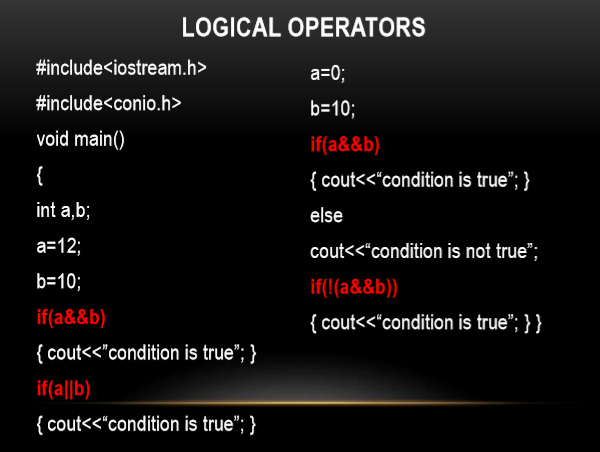 LOGICAL OPERATORS
#include<iostream.h>
#include<conio.h>
void main()
{
int a,b;
a=12;
b=10;
if(a&&b)
{ cout<<”condition is true”; }
if(a||b)
{ cout<<“condition is true”; }
a=0;
b=10;
if(a&&b)
{ cout<<“condition is true”; }
else
cout<<“condition is not true”;
if(!(a&&b))
{ cout<<“condition is true”; } }